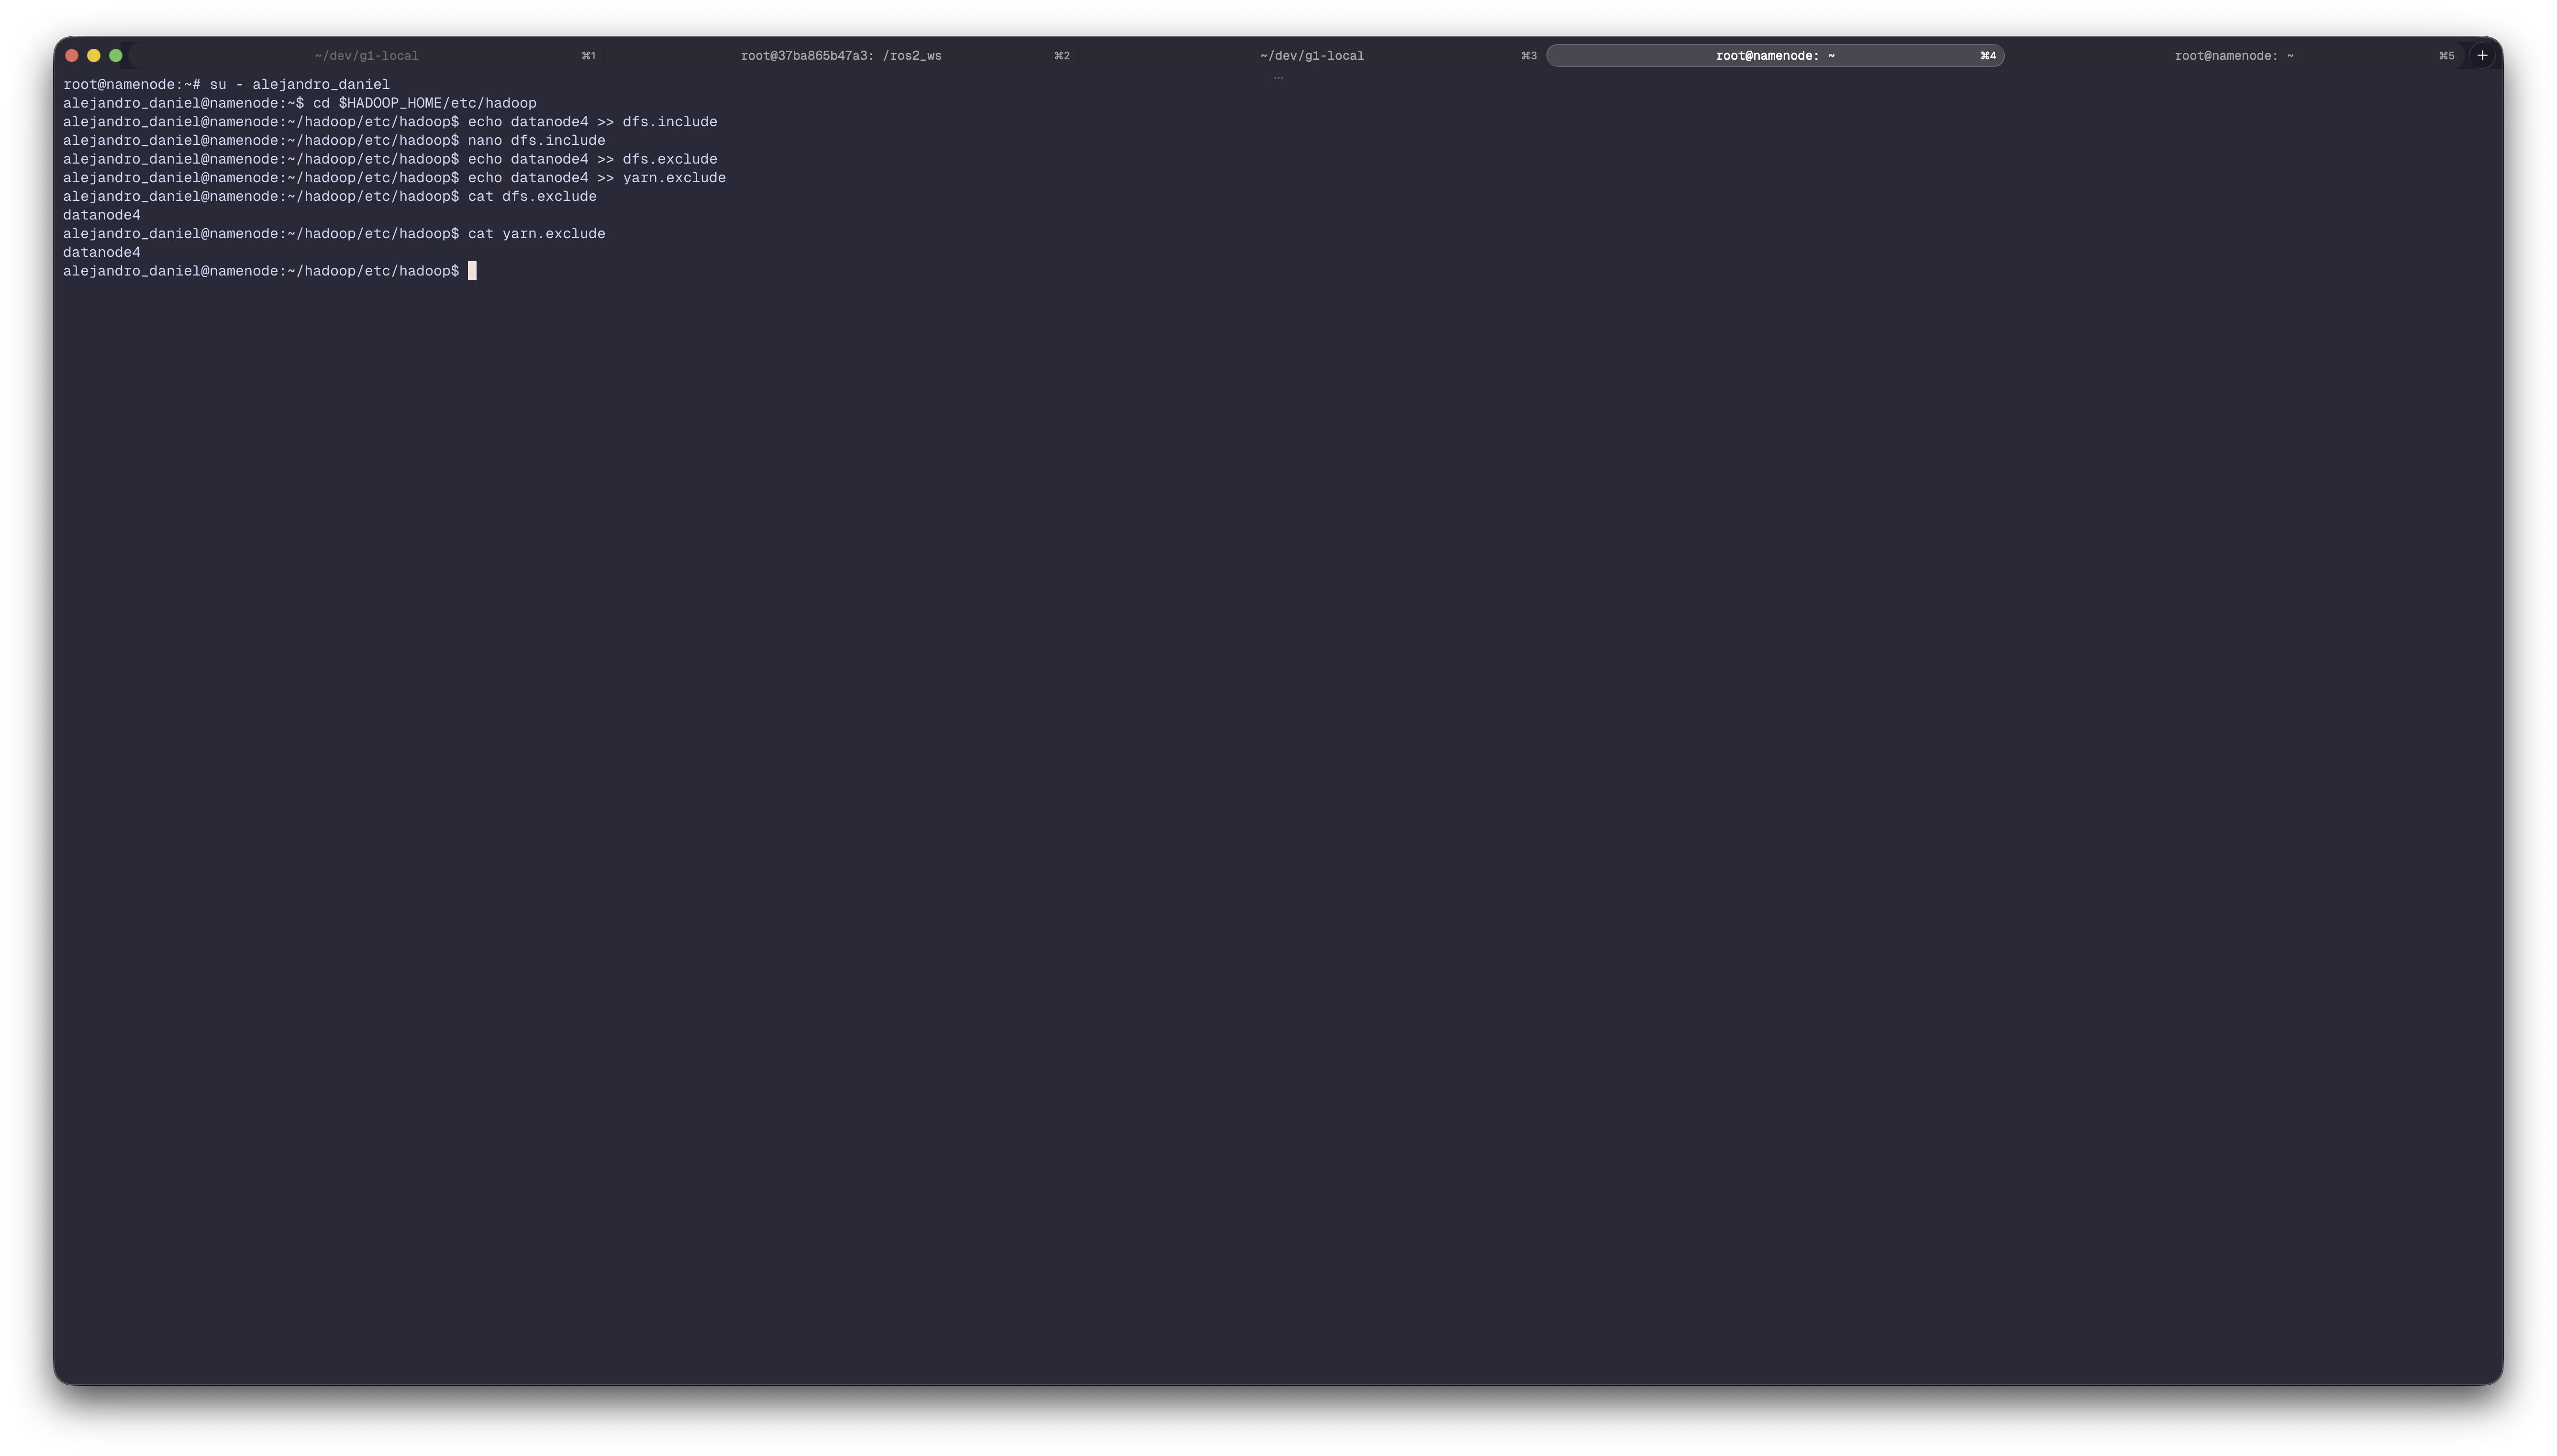 ~/dev/g1-local ⌘1 root@37ba865b47a3: /ros2_ws ⌘2 ~/dev/g1-local ⌘3 root@namenode: ~ ⌘4 root@namenode: ~ ⌘5 +
...
root@namenode:~# su - alejandro_daniel
alejandro_daniel@namenode:~$ cd $HADOOP_HOME/etc/hadoop
alejandro_daniel@namenode:~/hadoop/etc/hadoop$ echo datanode4 >> dfs.include
alejandro_daniel@namenode:~/hadoop/etc/hadoop$ nano dfs.include
alejandro_daniel@namenode:~/hadoop/etc/hadoop$ echo datanode4 >> dfs.exclude
alejandro_daniel@namenode:~/hadoop/etc/hadoop$ echo datanode4 >> yarn.exclude
alejandro_daniel@namenode:~/hadoop/etc/hadoop$ cat dfs.exclude
datanode4
alejandro_daniel@namenode:~/hadoop/etc/hadoop$ cat yarn.exclude
datanode4
alejandro_daniel@namenode:~/hadoop/etc/hadoop$